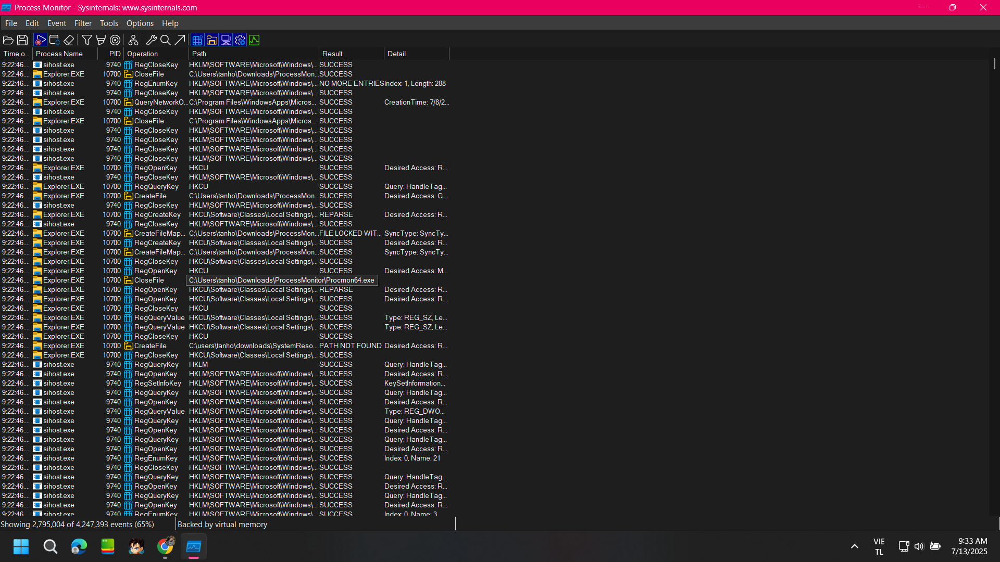 Process Monitor - Sysinternals: www.sysinternals.com
File Edit Event Filter Tools Options Help
Time o... Process Name PID Operation Path Result Detail
9:22:46.... sihost.exe 9740 RegCloseKey HKLM\SOFTWARE\Microsoft\Windows\... SUCCESS
9:22:46.... Explorer.EXE 10700 CloseFile C:\Users\tanho\Downloads\ProcessMon... SUCCESS
9:22:46.... sihost.exe 9740 RegEnumKey HKLM\SOFTWARE\Microsoft\Windows\... NO MORE ENTRIES Index: 1, Length: 288
9:22:46.... sihost.exe 9740 RegCloseKey HKLM\SOFTWARE\Microsoft\Windows\... SUCCESS
9:22:46.... Explorer.EXE 10700 QueryNetworkO... C:\Program Files\WindowsApps\Micros... SUCCESS CreationTime: 7/8/2...
9:22:46.... sihost.exe 9740 RegCloseKey HKLM\SOFTWARE\Microsoft\Windows\... SUCCESS
9:22:46.... Explorer.EXE 10700 CloseFile C:\Program Files\WindowsApps\Micros... SUCCESS
9:22:46.... sihost.exe 9740 RegCloseKey HKLM\SOFTWARE\Microsoft\Windows\... SUCCESS
9:22:46.... sihost.exe 9740 RegCloseKey HKLM\SOFTWARE\Microsoft\Windows\... SUCCESS
9:22:46.... sihost.exe 9740 RegCloseKey HKLM\SOFTWARE\Microsoft\Windows\... SUCCESS
9:22:46.... sihost.exe 9740 RegCloseKey HKLM\SOFTWARE\Microsoft\Windows\... SUCCESS
9:22:46.... Explorer.EXE 10700 RegOpenKey HKCU SUCCESS Desired Access: R...
9:22:46.... sihost.exe 9740 RegCloseKey HKLM\SOFTWARE\Microsoft\Windows\... SUCCESS
9:22:46.... Explorer.EXE 10700 RegQueryKey HKCU SUCCESS Query: HandleTag...
9:22:46.... Explorer.EXE 10700 CreateFile C:\Users\tanho\Downloads\ProcessMon... SUCCESS Desired Access: G...
9:22:46.... sihost.exe 9740 RegCloseKey HKLM\SOFTWARE\Microsoft\Windows\... SUCCESS
9:22:46.... Explorer.EXE 10700 RegCreateKey HKCU\Software\Classes\Local Settings\... REPARSE Desired Access: R...
9:22:46.... sihost.exe 9740 RegCloseKey HKLM\SOFTWARE\Microsoft\Windows\... SUCCESS
9:22:46.... Explorer.EXE 10700 CreateFileMap... C:\Users\tanho\Downloads\ProcessMon... FILE LOCKED WIT... SyncType: SyncTy...
9:22:46.... Explorer.EXE 10700 RegCreateKey HKCU\Software\Classes\Local Settings\... SUCCESS Desired Access: R...
9:22:46.... Explorer.EXE 10700 CreateFileMap... C:\Users\tanho\Downloads\ProcessMon... SUCCESS SyncType: SyncTy...
9:22:46.... Explorer.EXE 10700 RegCloseKey HKCU\Software\Classes\Local Settings\... SUCCESS
9:22:46.... Explorer.EXE 10700 RegOpenKey HKCU SUCCESS Desired Access: M...
9:22:46.... Explorer.EXE 10700 CloseFile C:\Users\tanho\Downloads\ProcessMonitor\Procmon64.exe
9:22:46.... Explorer.EXE 10700 RegOpenKey HKCU\Software\Classes\Local Settings\... REPARSE Desired Access: R...
9:22:46.... Explorer.EXE 10700 RegOpenKey HKCU\Software\Classes\Local Settings\... SUCCESS Desired Access: R...
9:22:46.... Explorer.EXE 10700 RegCloseKey HKCU SUCCESS
9:22:46.... Explorer.EXE 10700 RegQueryValue HKCU\Software\Classes\Local Settings\... SUCCESS Type: REG_SZ, Le...
9:22:46.... Explorer.EXE 10700 RegQueryValue HKCU\Software\Classes\Local Settings\... SUCCESS Type: REG_SZ, Le...
9:22:46.... Explorer.EXE 10700 RegCloseKey HKCU SUCCESS
9:22:46.... Explorer.EXE 10700 CreateFile C:\users\tanho\downloads\SystemReso... PATH NOT FOUND Desired Access: R...
9:22:46.... Explorer.EXE 10700 RegCloseKey HKCU\Software\Classes\Local Settings\... SUCCESS
9:22:46.... sihost.exe 9740 RegQueryKey HKLM SUCCESS Query: HandleTag...
9:22:46.... sihost.exe 9740 RegOpenKey HKLM\SOFTWARE\Microsoft\Windows\... SUCCESS Desired Access: R...
9:22:46.... sihost.exe 9740 RegSetInfoKey HKLM\SOFTWARE\Microsoft\Windows\... SUCCESS KeySetInformation...
9:22:46.... sihost.exe 9740 RegQueryKey HKLM\SOFTWARE\Microsoft\Windows\... SUCCESS Query: HandleTag...
9:22:46.... sihost.exe 9740 RegOpenKey HKLM\SOFTWARE\Microsoft\Windows\... SUCCESS Desired Access: R...
9:22:46.... sihost.exe 9740 RegQueryValue HKLM\SOFTWARE\Microsoft\Windows\... SUCCESS Type: REG_DWO...
9:22:46.... sihost.exe 9740 RegQueryKey HKLM\SOFTWARE\Microsoft\Windows\... SUCCESS Query: HandleTag...
9:22:46.... sihost.exe 9740 RegOpenKey HKLM\SOFTWARE\Microsoft\Windows\... SUCCESS Desired Access: R...
9:22:46.... sihost.exe 9740 RegQueryKey HKLM\SOFTWARE\Microsoft\Windows\... SUCCESS Query: HandleTag...
9:22:46.... sihost.exe 9740 RegOpenKey HKLM\SOFTWARE\Microsoft\Windows\... SUCCESS Desired Access: R...
9:22:46.... sihost.exe 9740 RegEnumKey HKLM\SOFTWARE\Microsoft\Windows\... SUCCESS Index: 0, Name: 21
9:22:46.... sihost.exe 9740 RegCloseKey HKLM\SOFTWARE\Microsoft\Windows\... SUCCESS
9:22:46.... sihost.exe 9740 RegQueryKey HKLM\SOFTWARE\Microsoft\Windows\... SUCCESS Query: HandleTag...
9:22:46.... sihost.exe 9740 RegOpenKey HKLM\SOFTWARE\Microsoft\Windows\... SUCCESS Desired Access: R...
9:22:46.... sihost.exe 9740 RegQueryKey HKLM\SOFTWARE\Microsoft\Windows\... SUCCESS Query: HandleTag...
9:22:46.... sihost.exe 9740 RegOpenKey HKLM\SOFTWARE\Microsoft\Windows\... SUCCESS Desired Access: R...
9:22:46.... sihost.exe 9740 RegEnumKey HKLM\SOFTWARE\Microsoft\Windows\... SUCCESS Index: 0, Name: 3
Showing 2,795,004 of 4,247,393 events (65%) Backed by virtual memory
VIE
TL
9:33 AM
7/13/2025